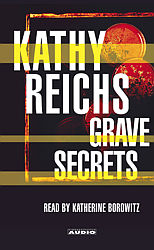 KATHY
REICHS
GRAVE
SECRETS
READ BY KATHERINE BOROWITZ
AUDIO